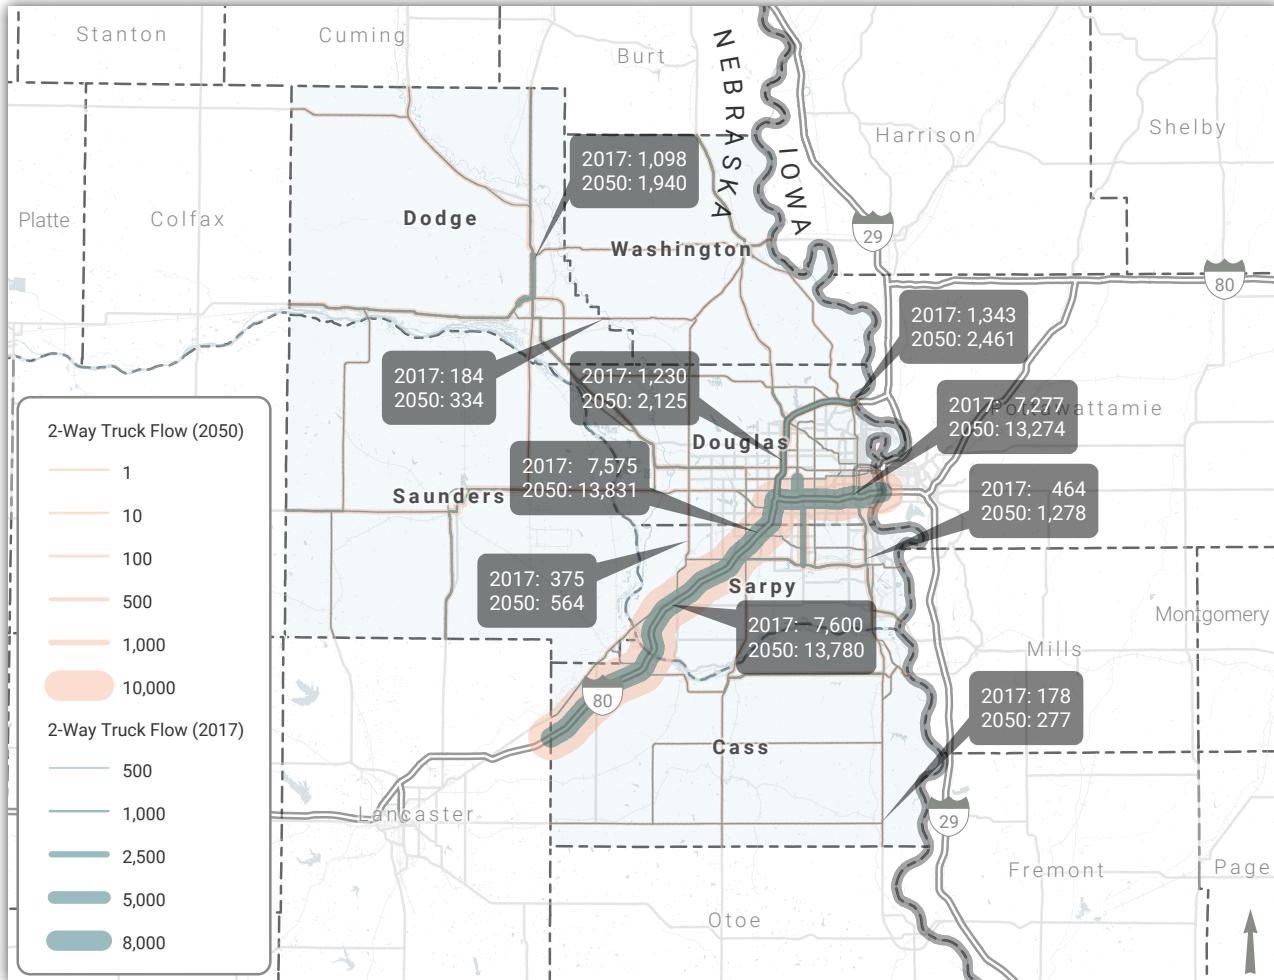 Stanton
Cuming
Burt
NEBRASKA
IOWA
Harrison
Shelby
Platte
Colfax
Dodge
Washington
2017: 1,098
2050: 1,940
29
80
2017: 1,343
2050: 2,461
2017: 184
2050: 334
2017: 1,230
2050: 2,125
2017: 7,277
2050: 13,274
Pottawattamie
Douglas
2017: 7,575
2050: 13,831
Saunders
2017: 464
2050: 1,278
2017: 375
2050: 564
Sarpy
2017: 7,600
2050: 13,780
Montgomery
Mills
80
2017: 178
2050: 277
Cass
Lancaster
29
Fremont
Page
Otoe
2-Way Truck Flow (2050)
1
10
100
500
1,000
10,000
2-Way Truck Flow (2017)
500
1,000
2,500
5,000
8,000